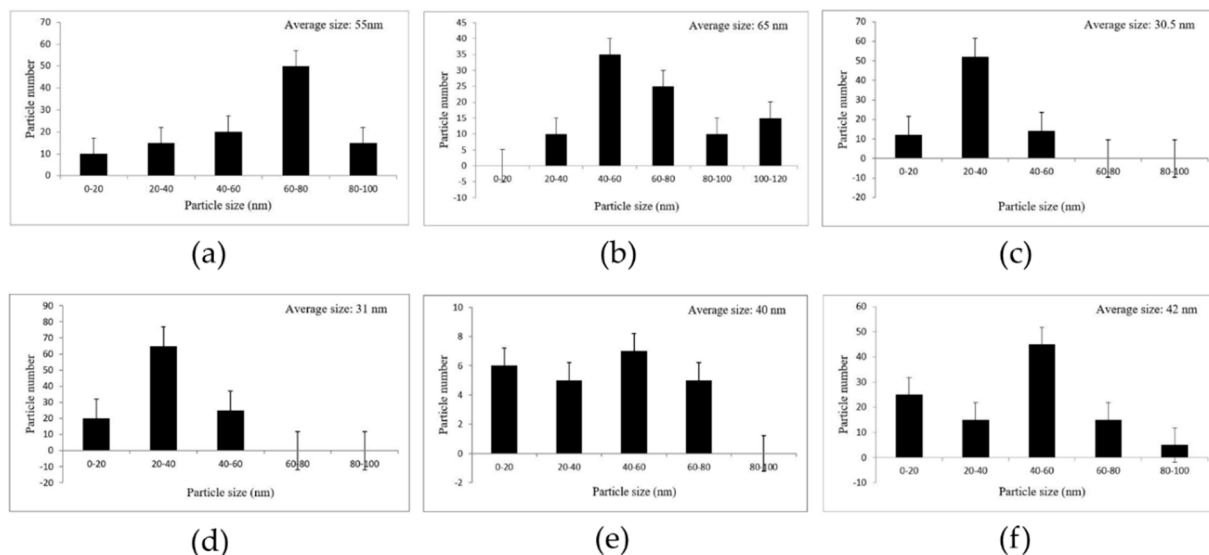 Average size: 55nm
Particle number
70
60
50
40
30
20
10
0
0-20 20-40 40-60 60-80 80-100
Particle size (nm)
(a)
Average size: 65 nm
Particle number
45
40
35
30
25
20
15
10
5
0
-5
-10
0-20 20-40 40-60 60-80 80-100 100-120
Particle size (nm)
(b)
Average size: 30.5 nm
Particle number
70
60
50
40
30
20
10
0
-10
-20
0-20 20-40 40-60 60-80 80-100
Particle size (nm)
(c)
Average size: 31 nm
Particle number
90
80
70
60
50
40
30
20
10
0
-10
-20
0-20 20-40 40-60 60-80 80-100
Particle size (nm)
(d)
Average size: 40 nm
Particle number
10
8
6
4
2
0
-2
0-20 20-40 40-60 60-80 80-100
Particle size (nm)
(e)
Average size: 42 nm
Particle number
60
50
40
30
20
10
0
-10
0-20 20-40 40-60 60-80 80-100
Particle size (nm)
(f)